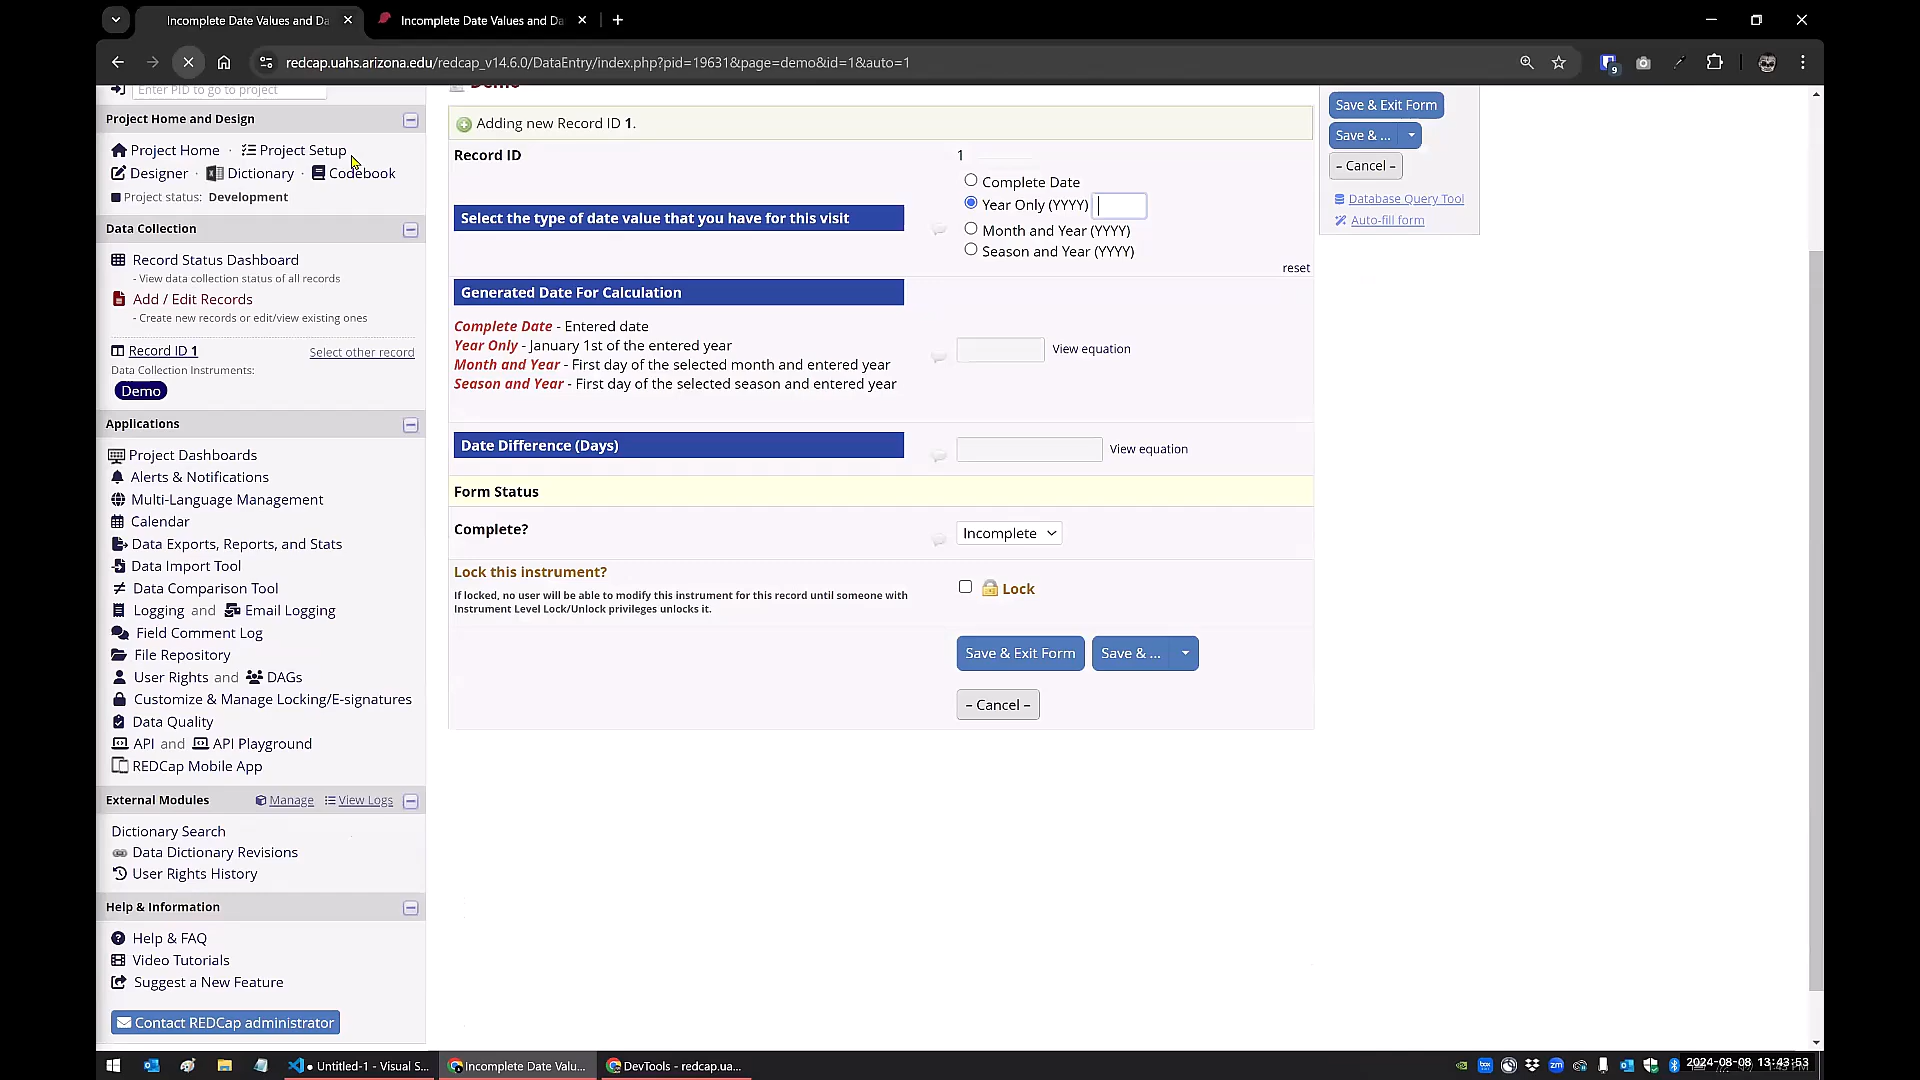 Incomplete Date Values and Da
Incomplete Date Values and Da
redcap.uahs.arizona.edu/redcap_v14.6.0/DataEntry/index.php?pid=19631&page=demo&id=1&auto=1
9
Enter PID to go to project
Project Home and Design
Project Home · Project Setup
Designer · Dictionary · Codebook
Project status: Development
Data Collection
Record Status Dashboard
- View data collection status of all records
Add / Edit Records
- Create new records or edit/view existing ones
Record ID 1 Select other record
Data Collection Instruments:
Demo
Applications
Project Dashboards
Alerts & Notifications
Multi-Language Management
Calendar
Data Exports, Reports, and Stats
Data Import Tool
Data Comparison Tool
Logging and Email Logging
Field Comment Log
File Repository
User Rights and DAGs
Customize & Manage Locking/E-signatures
Data Quality
API and API Playground
REDCap Mobile App
External Modules Manage View Logs
Dictionary Search
Data Dictionary Revisions
User Rights History
Help & Information
Help & FAQ
Video Tutorials
Suggest a New Feature
Contact REDCap administrator
Demo
Adding new Record ID 1.
Record ID 1
Select the type of date value that you have for this visit
Complete Date
Year Only (YYYY)
Month and Year (YYYY)
Season and Year (YYYY)
reset
Generated Date For Calculation
Complete Date - Entered date
Year Only - January 1st of the entered year
Month and Year - First day of the selected month and entered year
Season and Year - First day of the selected season and entered year
View equation
Date Difference (Days)
View equation
Form Status
Complete? Incomplete
Lock this instrument?
If locked, no user will be able to modify this instrument for this record until someone with
Instrument Level Lock/Unlock privileges unlocks it.
Lock
Save & Exit Form Save & ...
– Cancel –
Save & Exit Form
Save & ...
– Cancel –
Database Query Tool
Auto-fill form
Untitled-1 - Visual S...
Incomplete Date Valu...
DevTools - redcap.ua...
2024-08-08 13:43:53